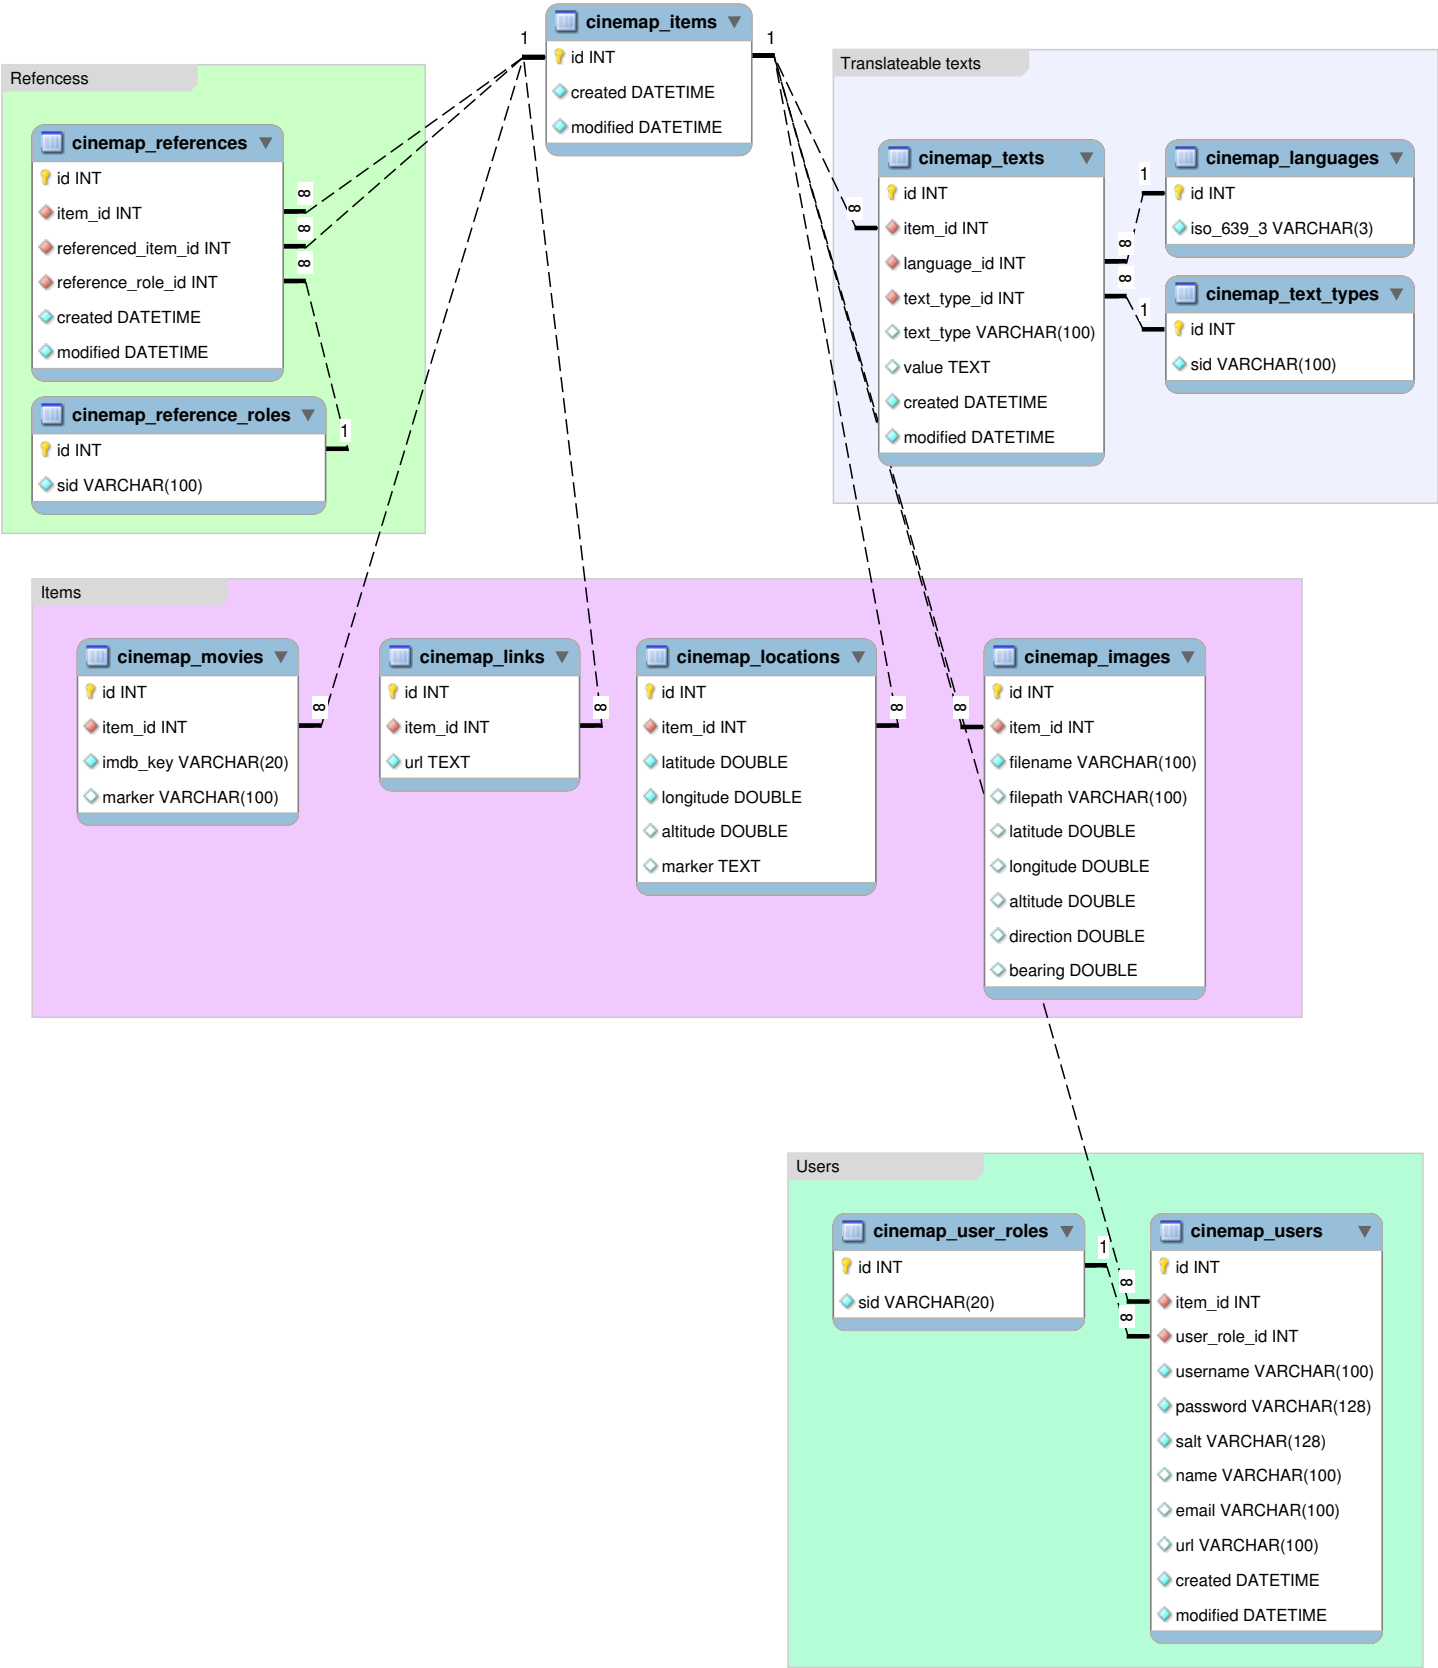 cinemap_items
id INT
created DATETIME
modified DATETIME
1
1
Refencess
cinemap_references
id INT
item_id INT
referenced_item_id INT
reference_role_id INT
created DATETIME
modified DATETIME
∞
∞
∞
cinemap_reference_roles
id INT
sid VARCHAR(100)
1
Translateable texts
cinemap_texts
id INT
item_id INT
language_id INT
text_type_id INT
text_type VARCHAR(100)
value TEXT
created DATETIME
modified DATETIME
∞
∞
∞
cinemap_languages
id INT
iso_639_3 VARCHAR(3)
1
cinemap_text_types
id INT
sid VARCHAR(100)
1
Items
cinemap_movies
id INT
item_id INT
imdb_key VARCHAR(20)
marker VARCHAR(100)
∞
cinemap_links
id INT
item_id INT
url TEXT
∞
cinemap_locations
id INT
item_id INT
latitude DOUBLE
longitude DOUBLE
altitude DOUBLE
marker TEXT
∞
∞
cinemap_images
id INT
item_id INT
filename VARCHAR(100)
filepath VARCHAR(100)
latitude DOUBLE
longitude DOUBLE
altitude DOUBLE
direction DOUBLE
bearing DOUBLE
Users
cinemap_user_roles
id INT
sid VARCHAR(20)
1
∞
∞
cinemap_users
id INT
item_id INT
user_role_id INT
username VARCHAR(100)
password VARCHAR(128)
salt VARCHAR(128)
name VARCHAR(100)
email VARCHAR(100)
url VARCHAR(100)
created DATETIME
modified DATETIME